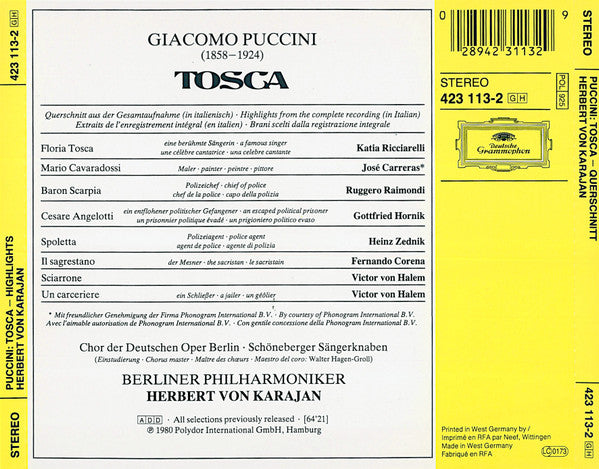 423 113-2 GH
STEREO
PUCCINI: TOSCA – HIGHLIGHTS
HERBERT VON KARAJAN
GIACOMO PUCCINI
(1858–1924)
TOSCA
Querschnitt aus der Gesamtaufnahme (in italienisch) · Highlights from the complete recording (in Italian)
Extraits de l'enregistrement intégral (en italien) · Brani scelti dalla registrazione integrale
Floria Tosca
eine berühmte Sängerin · a famous singer
une célèbre cantatrice · una celebre cantante
Katia Ricciarelli
Mario Cavaradossi
Maler · painter · peintre · pittore
José Carreras*
Baron Scarpia
Polizeichef · chief of police
chef de la police · capo della polizia
Ruggero Raimondi
Cesare Angelotti
ein entflohener politischer Gefangener · an escaped political prisoner
un prisonnier politique évadé · un prigioniero politico evaso
Gottfried Hornik
Spoletta
Polizeiagent · police agent
agent de police · agente di polizia
Heinz Zednik
Il sagrestano
der Mesner · the sacristan · le sacristain
Fernando Corena
Sciarrone
Victor von Halem
Un carceriere
ein Schließer · a jailer · un geôlier
Victor von Halem
* Mit freundlicher Genehmigung der Firma Phonogram International B.V. · By courtesy of Phonogram International B.V.
Avec l'aimable autorisation de Phonogram International B.V. · Con gentile concessione della Phonogram International B.V.
Chor der Deutschen Oper Berlin · Schöneberger Sängerknaben
(Einstudierung · Chorus master · Maître des chœurs · Maestro del coro: Walter Hagen-Groll)
BERLINER PHILHARMONIKER
HERBERT VON KARAJAN
ADD · All selections previously released · [64'21]
℗ 1980 Polydor International GmbH, Hamburg
0 28942 31132 9
STEREO
423 113-2 GH
POL 925
Deutsche
Grammophon
Printed in West Germany by /
Imprimé en RFA par Neef, Wittingen
Made in West Germany
Fabriqué en RFA
LC 0173
STEREO
PUCCINI: TOSCA – QUERSCHNITT
HERBERT VON KARAJAN
423 113-2 GH